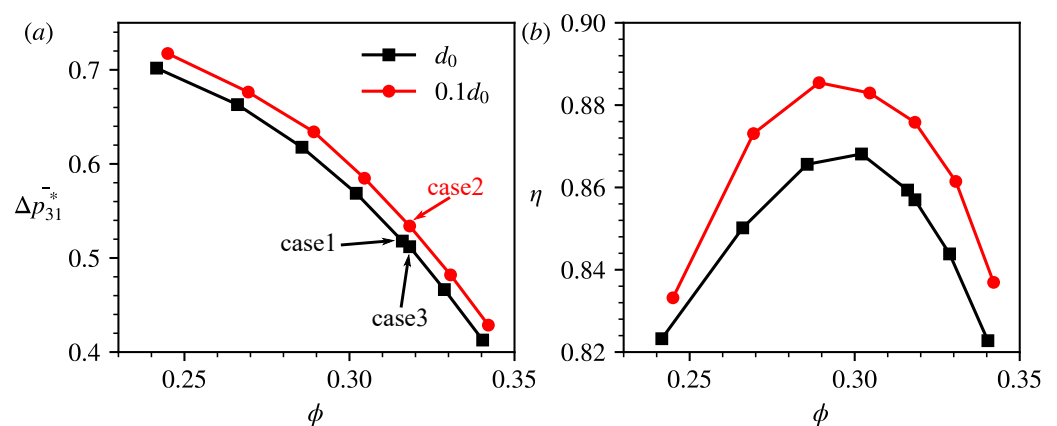 (a)
d₀
0.1d₀
0.7
0.6
0.5
0.4
Δp̄₃₁*
case2
case1
case3
0.25
0.30
0.35
ϕ
(b)
0.90
0.88
0.86
0.84
0.82
η
0.25
0.30
0.35
ϕ